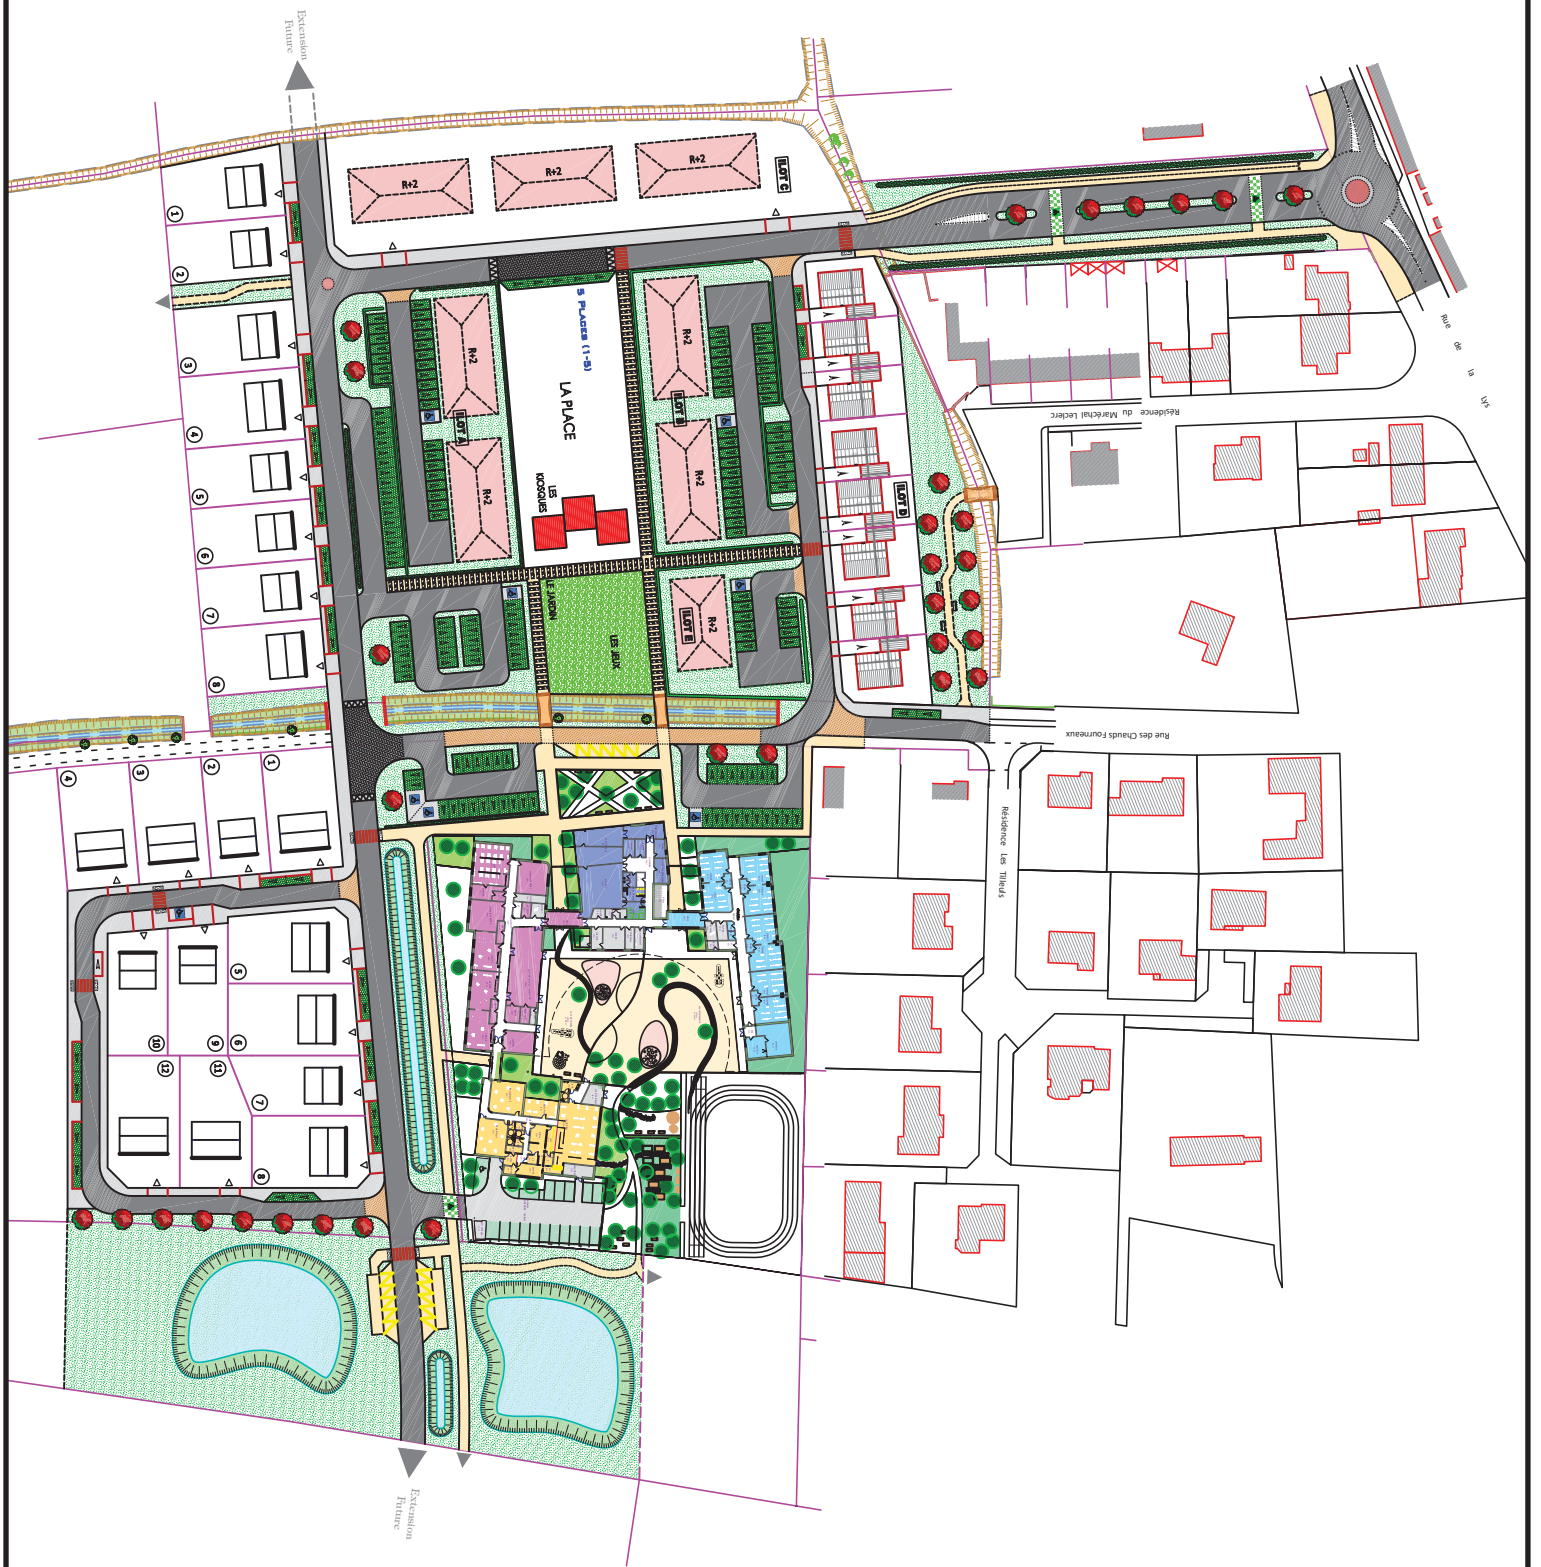 Extension
Future
R+2
R+2
R+2
ILOT C
1
2
3
4
5
6
7
8
R+2
ILOT A
R+2
5 PLACES (1-5)
LA PLACE
LES
KIOSQUES
R+2
ILOT B
R+2
ILOT D
LE JARDIN
LES JEUX
R+2
ILOT E
Rue de la Lys
Résidence du Maréchal Leclerc
Rue des Chauds Fourneaux
Résidence Les Tilleuls
4
3
2
1
5
6
10
9
12
11
7
8
Extension
Future